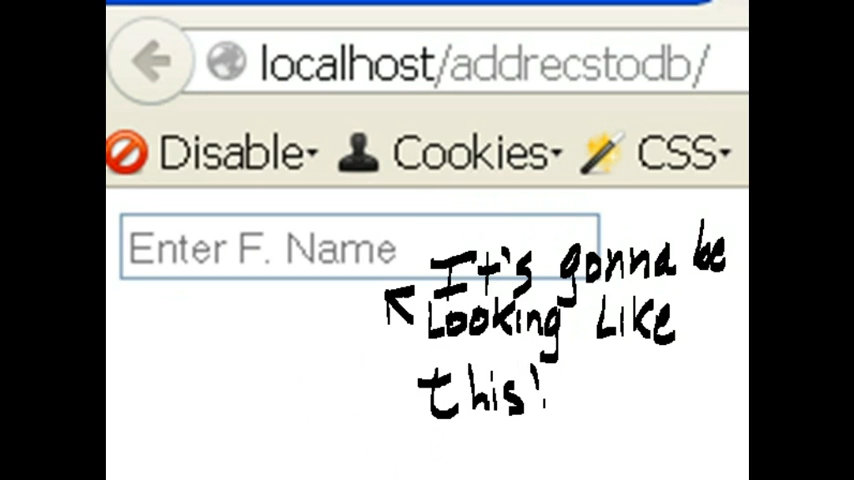 localhost/addrecstodb/
Disable Cookies CSS
Enter F. Name
It's gonna be
Looking Like
this!